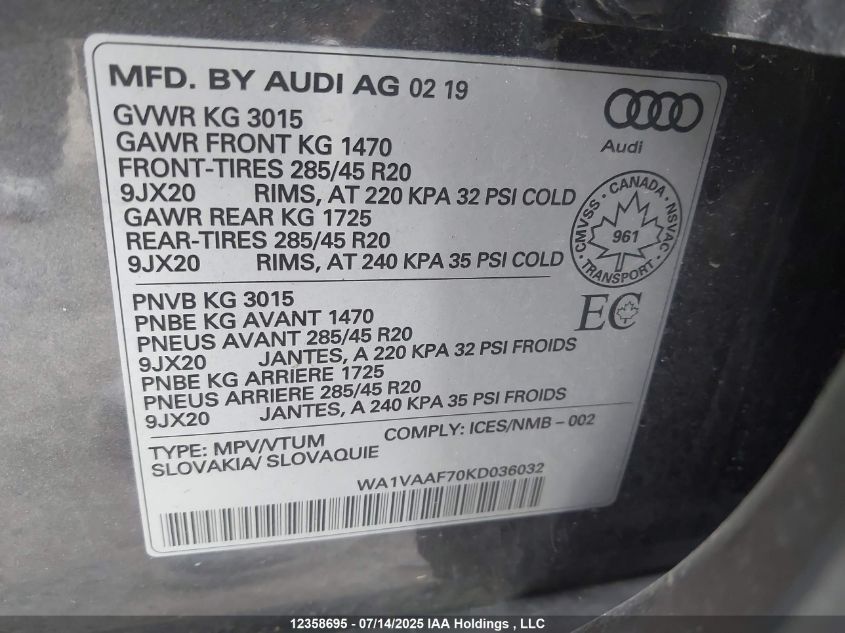 MFD. BY AUDI AG 02 19
GVWR KG 3015
GAWR FRONT KG 1470
FRONT-TIRES 285/45 R20
9JX20 RIMS, AT 220 KPA 32 PSI COLD
GAWR REAR KG 1725
REAR-TIRES 285/45 R20
9JX20 RIMS, AT 240 KPA 35 PSI COLD
Audi
CANADA
CMVSS · NSVAC
961
TRANSPORT
EC
PNVB KG 3015
PNBE KG AVANT 1470
PNEUS AVANT 285/45 R20
9JX20 JANTES, A 220 KPA 32 PSI FROIDS
PNBE KG ARRIERE 1725
PNEUS ARRIERE 285/45 R20
9JX20 JANTES, A 240 KPA 35 PSI FROIDS
TYPE: MPV/VTUM COMPLY: ICES/NMB – 002
SLOVAKIA/ SLOVAQUIE
WA1VAAF70KD036032
12358695 - 07/14/2025 IAA Holdings , LLC